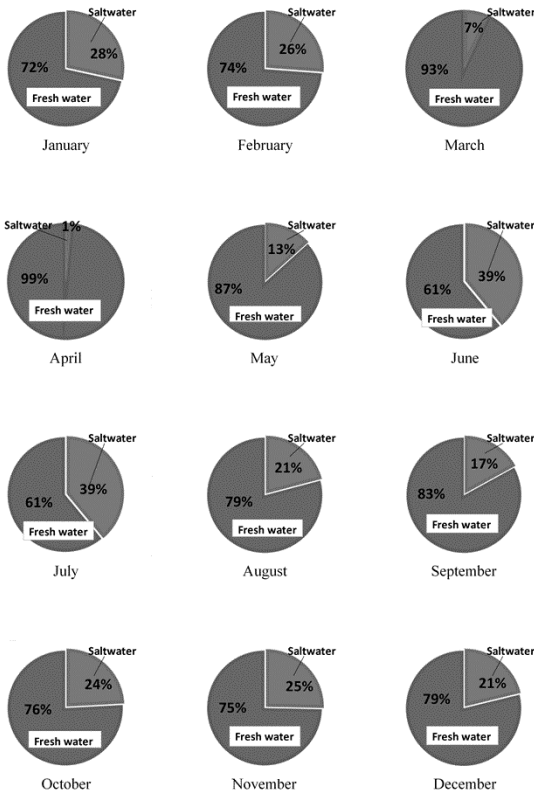 Saltwater
28%
72%
Fresh water
January
Saltwater
26%
74%
Fresh water
February
Saltwater
7%
93%
Fresh water
March
Saltwater
1%
99%
Fresh water
April
Saltwater
13%
87%
Fresh water
May
Saltwater
39%
61%
Fresh water
June
Saltwater
39%
61%
Fresh water
July
Saltwater
21%
79%
Fresh water
August
Saltwater
17%
83%
Fresh water
September
Saltwater
24%
76%
Fresh water
October
Saltwater
25%
75%
Fresh water
November
Saltwater
21%
79%
Fresh water
December